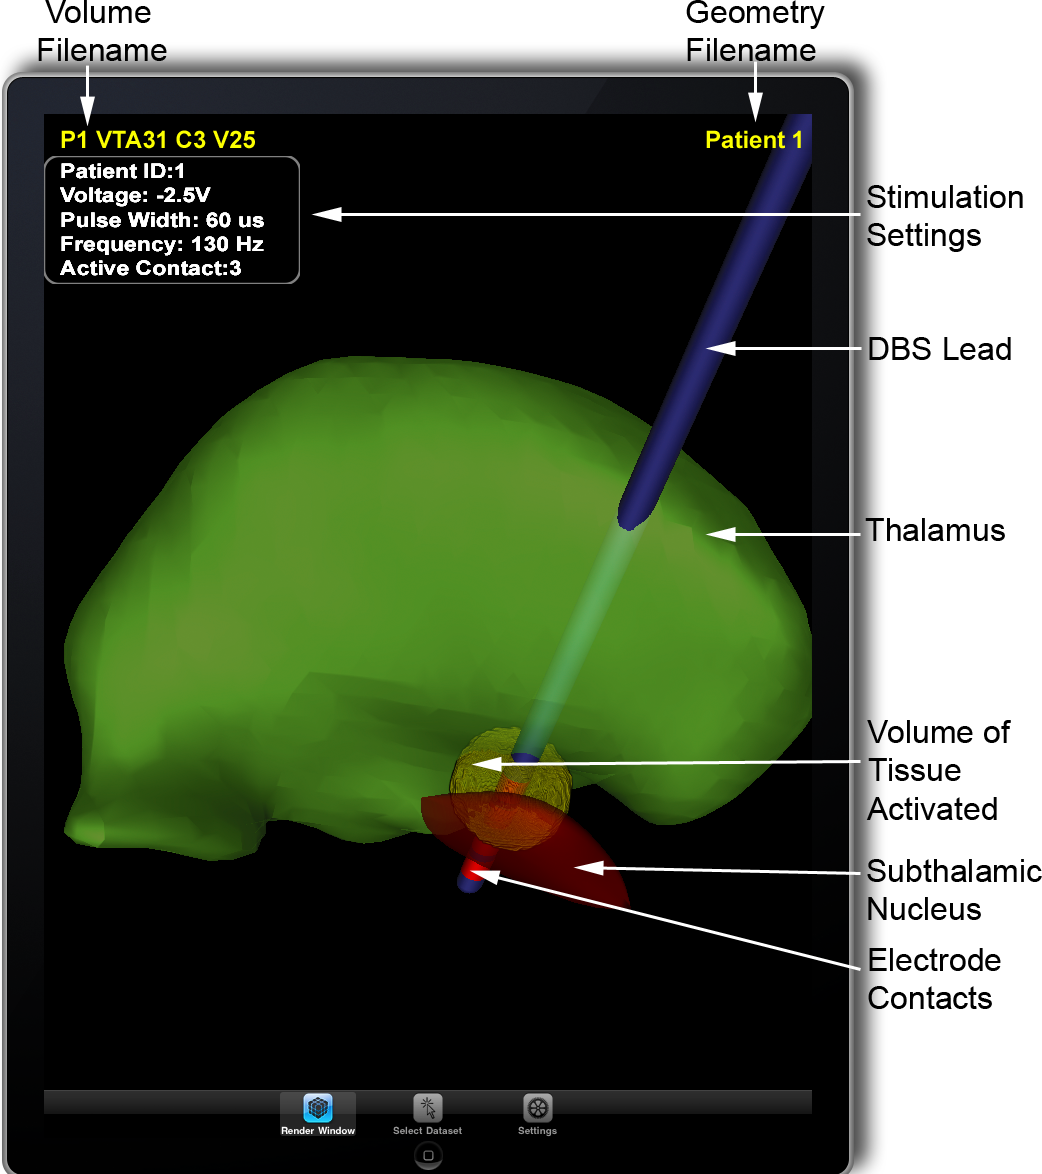 Volume
Filename
Geometry
Filename
P1 VTA31 C3 V25
Patient 1
Patient ID:1
Voltage: -2.5V
Pulse Width: 60 us
Frequency: 130 Hz
Active Contact:3
Stimulation
Settings
DBS Lead
Thalamus
Volume of
Tissue
Activated
Subthalamic
Nucleus
Electrode
Contacts
Render Window
Select Dataset
Settings